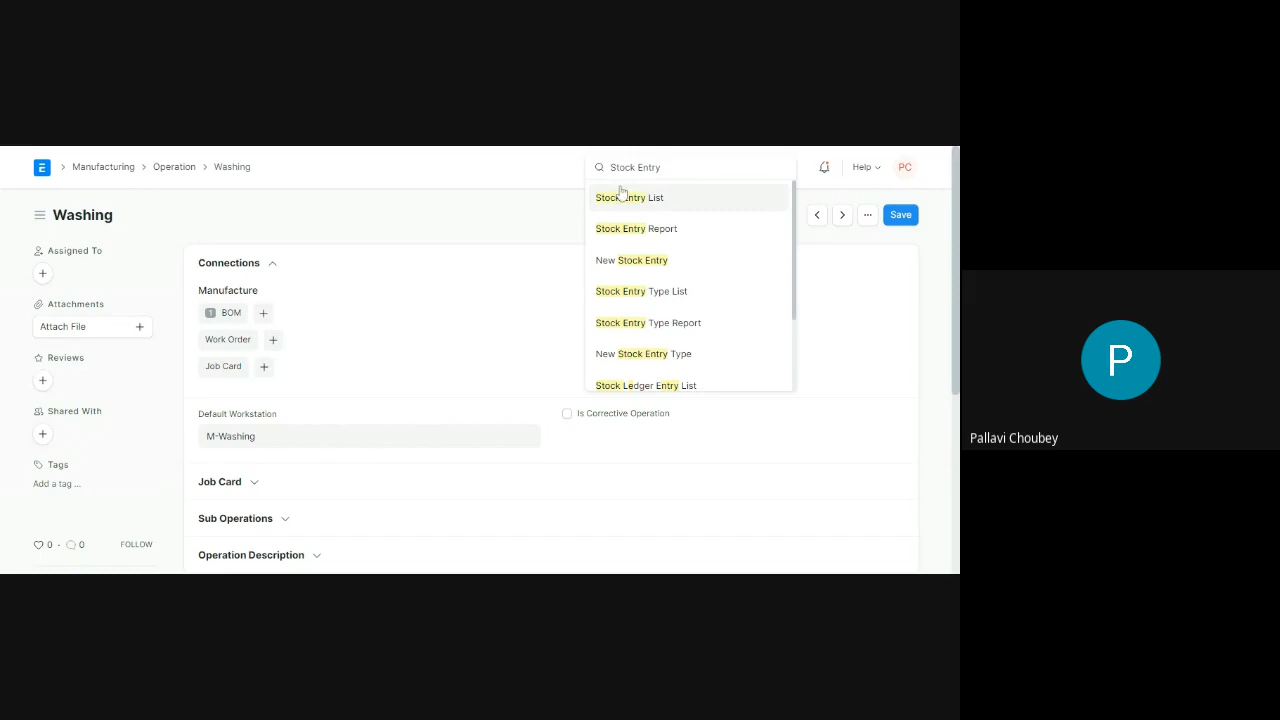 E
Manufacturing
Operation
Washing
Stock Entry
Help
PC
Washing
...
Save
Assigned To
Attachments
Attach File
Reviews
Shared With
Tags
Add a tag ...
0 · 0
FOLLOW
Connections
Manufacture
1 BOM
Work Order
Job Card
Default Workstation
M-Washing
Is Corrective Operation
Job Card
Sub Operations
Operation Description
Stock Entry List
Stock Entry Report
New Stock Entry
Stock Entry Type List
Stock Entry Type Report
New Stock Entry Type
Stock Ledger Entry List
P
Pallavi Choubey